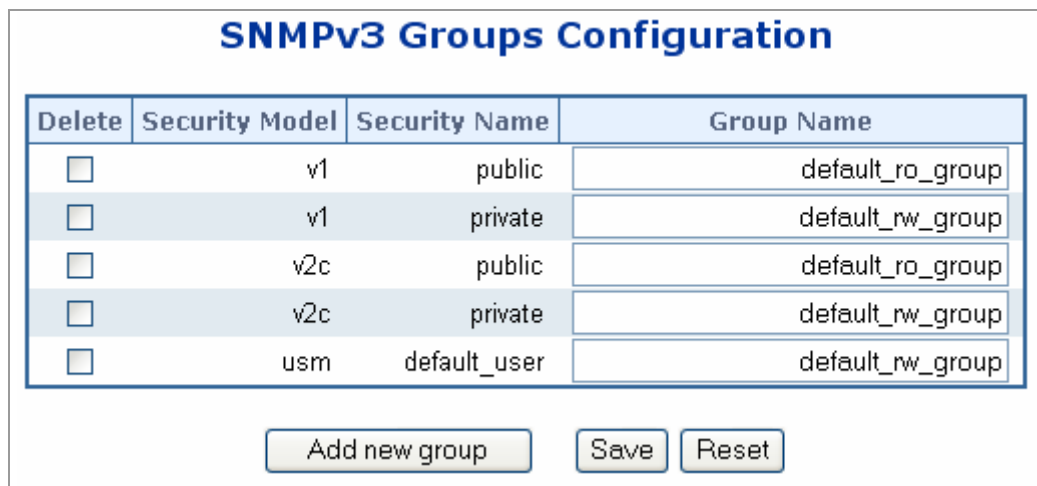 SNMPv3 Groups Configuration
Delete Security Model Security Name Group Name
v1 public default_ro_group
v1 private default_rw_group
v2c public default_ro_group
v2c private default_rw_group
usm default_user default_rw_group
Add new group Save Reset